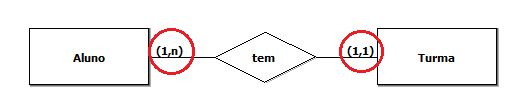 Aluno
(1,n)
tem
(1,1)
Turma